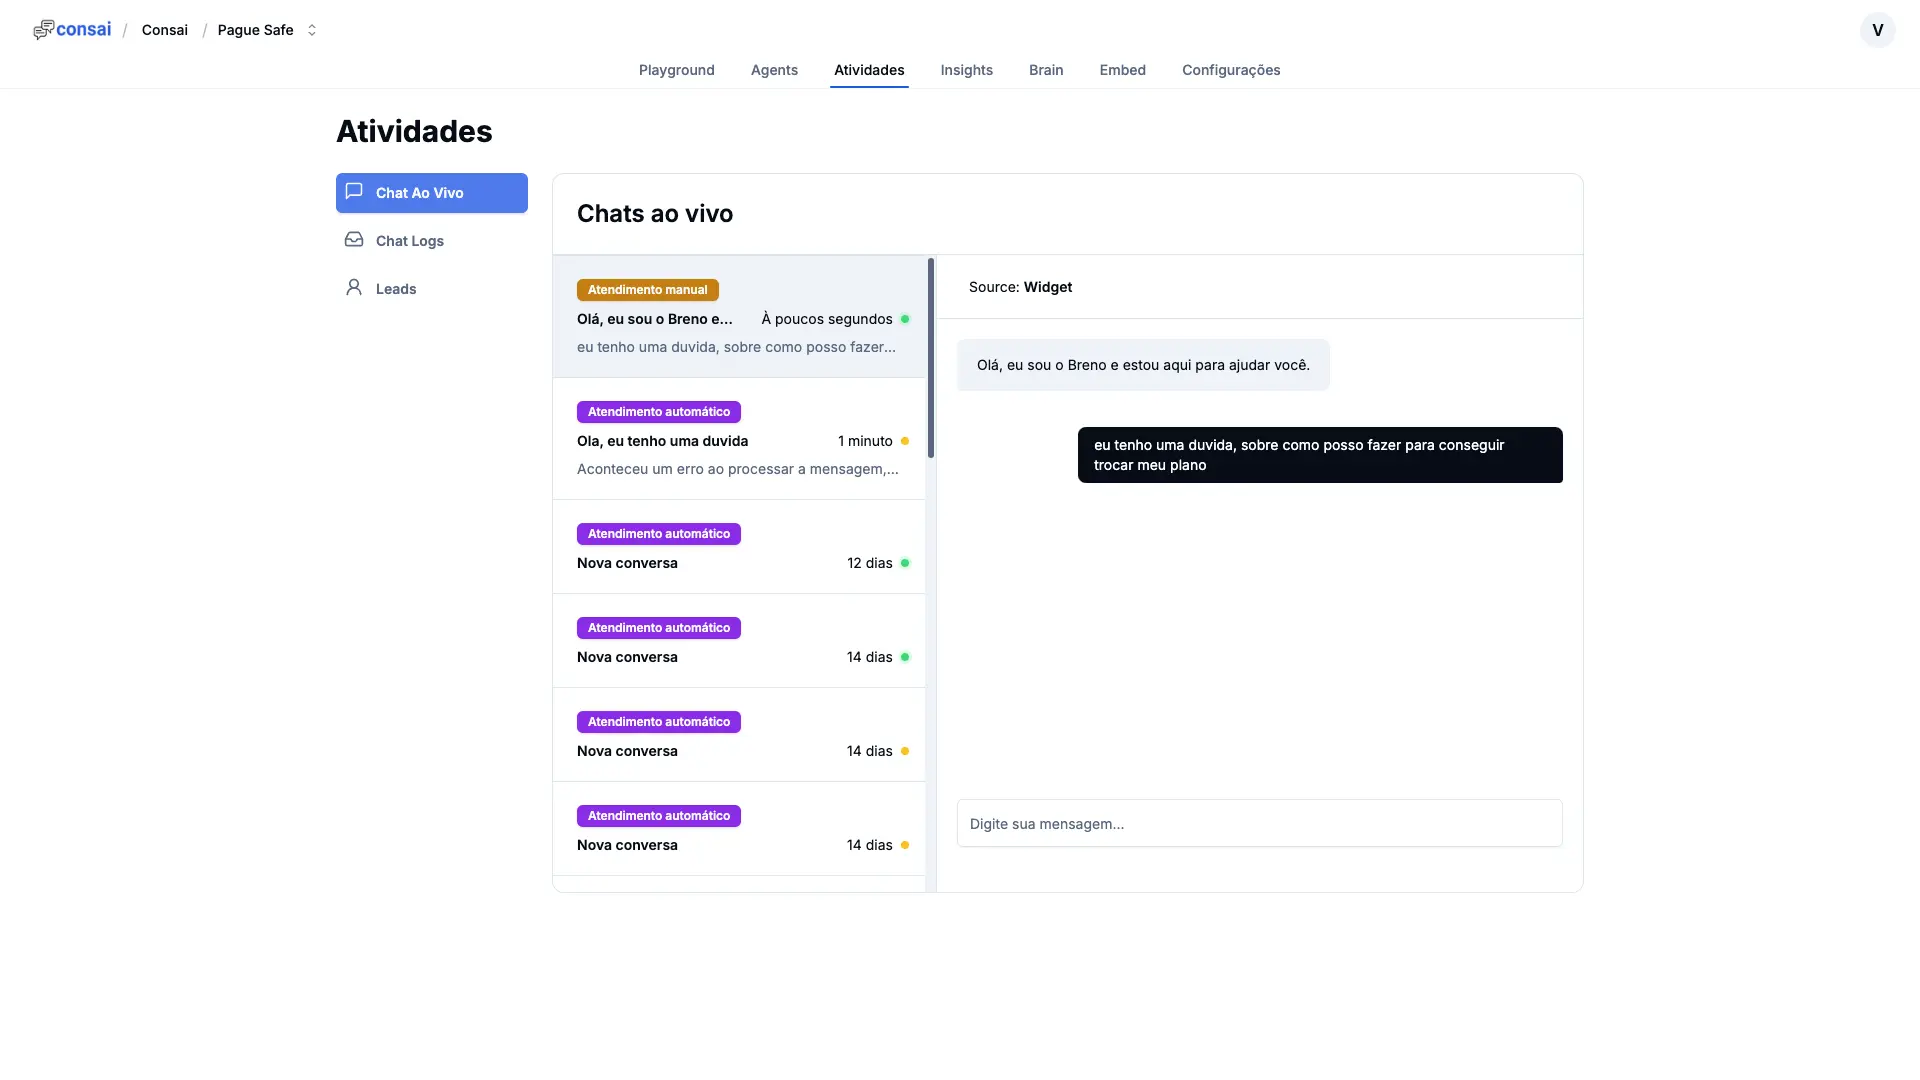 consai / Consai / Pague Safe
V
Playground Agents Atividades Insights Brain Embed Configurações
Atividades
Chat Ao Vivo
Chat Logs
Leads
Chats ao vivo
Atendimento manual
Olá, eu sou o Breno e... À poucos segundos
eu tenho uma duvida, sobre como posso fazer...
Atendimento automático
Ola, eu tenho uma duvida 1 minuto
Aconteceu um erro ao processar a mensagem,...
Atendimento automático
Nova conversa 12 dias
Atendimento automático
Nova conversa 14 dias
Atendimento automático
Nova conversa 14 dias
Atendimento automático
Nova conversa 14 dias
Source: Widget
Olá, eu sou o Breno e estou aqui para ajudar você.
eu tenho uma duvida, sobre como posso fazer para conseguir
trocar meu plano
Digite sua mensagem...